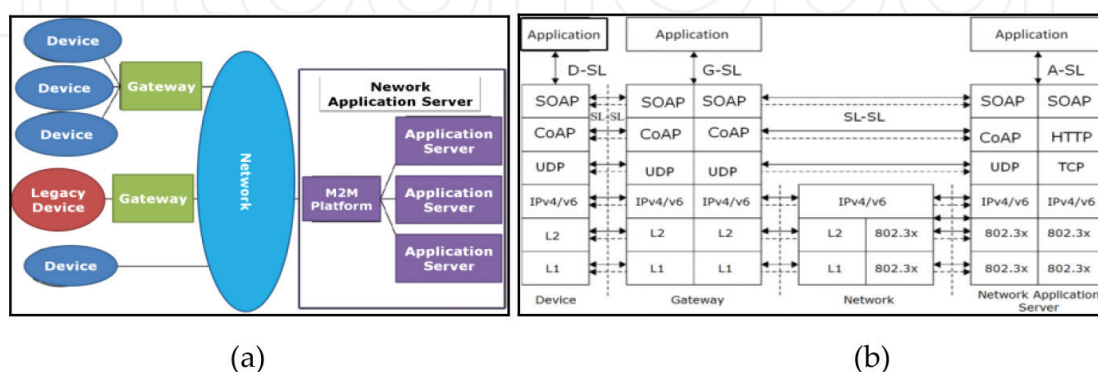 Device
Device
Device
Gateway
Legacy
Device
Gateway
Device
Network
Nework
Application Server
M2M
Platform
Application
Server
Application
Server
Application
Server
(a)
Application Application Application
D-SL G-SL A-SL
SOAP SOAP SOAP SOAP SOAP
SL SL SL-SL
CoAP CoAP CoAP CoAP HTTP
UDP UDP UDP UDP TCP
IPv4/v6 IPv4/v6 IPv4/v6 IPv4/v6 IPv4/v6 IPv4/v6
L2 L2 L2 L2 802.3x 802.3x 802.3x
L1 L1 L1 L1 802.3x 802.3x 802.3x
Device Gateway Network Network Application
Server
(b)